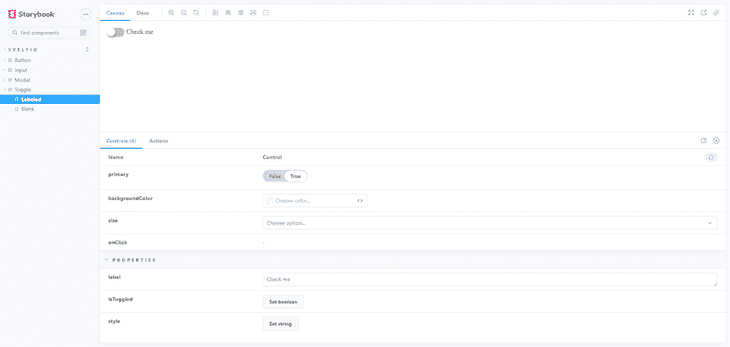 Storybook
Canvas Docs
Find components
Check me
SVELFIO
Button
Input
Modal
Toggle
Labeled
Blank
Controls (6) Actions
Name Control
primary False True
backgroundColor Choose color...
size Choose option...
onClick -
PROPERTIES
label Check me
isToggled Set boolean
style Set string